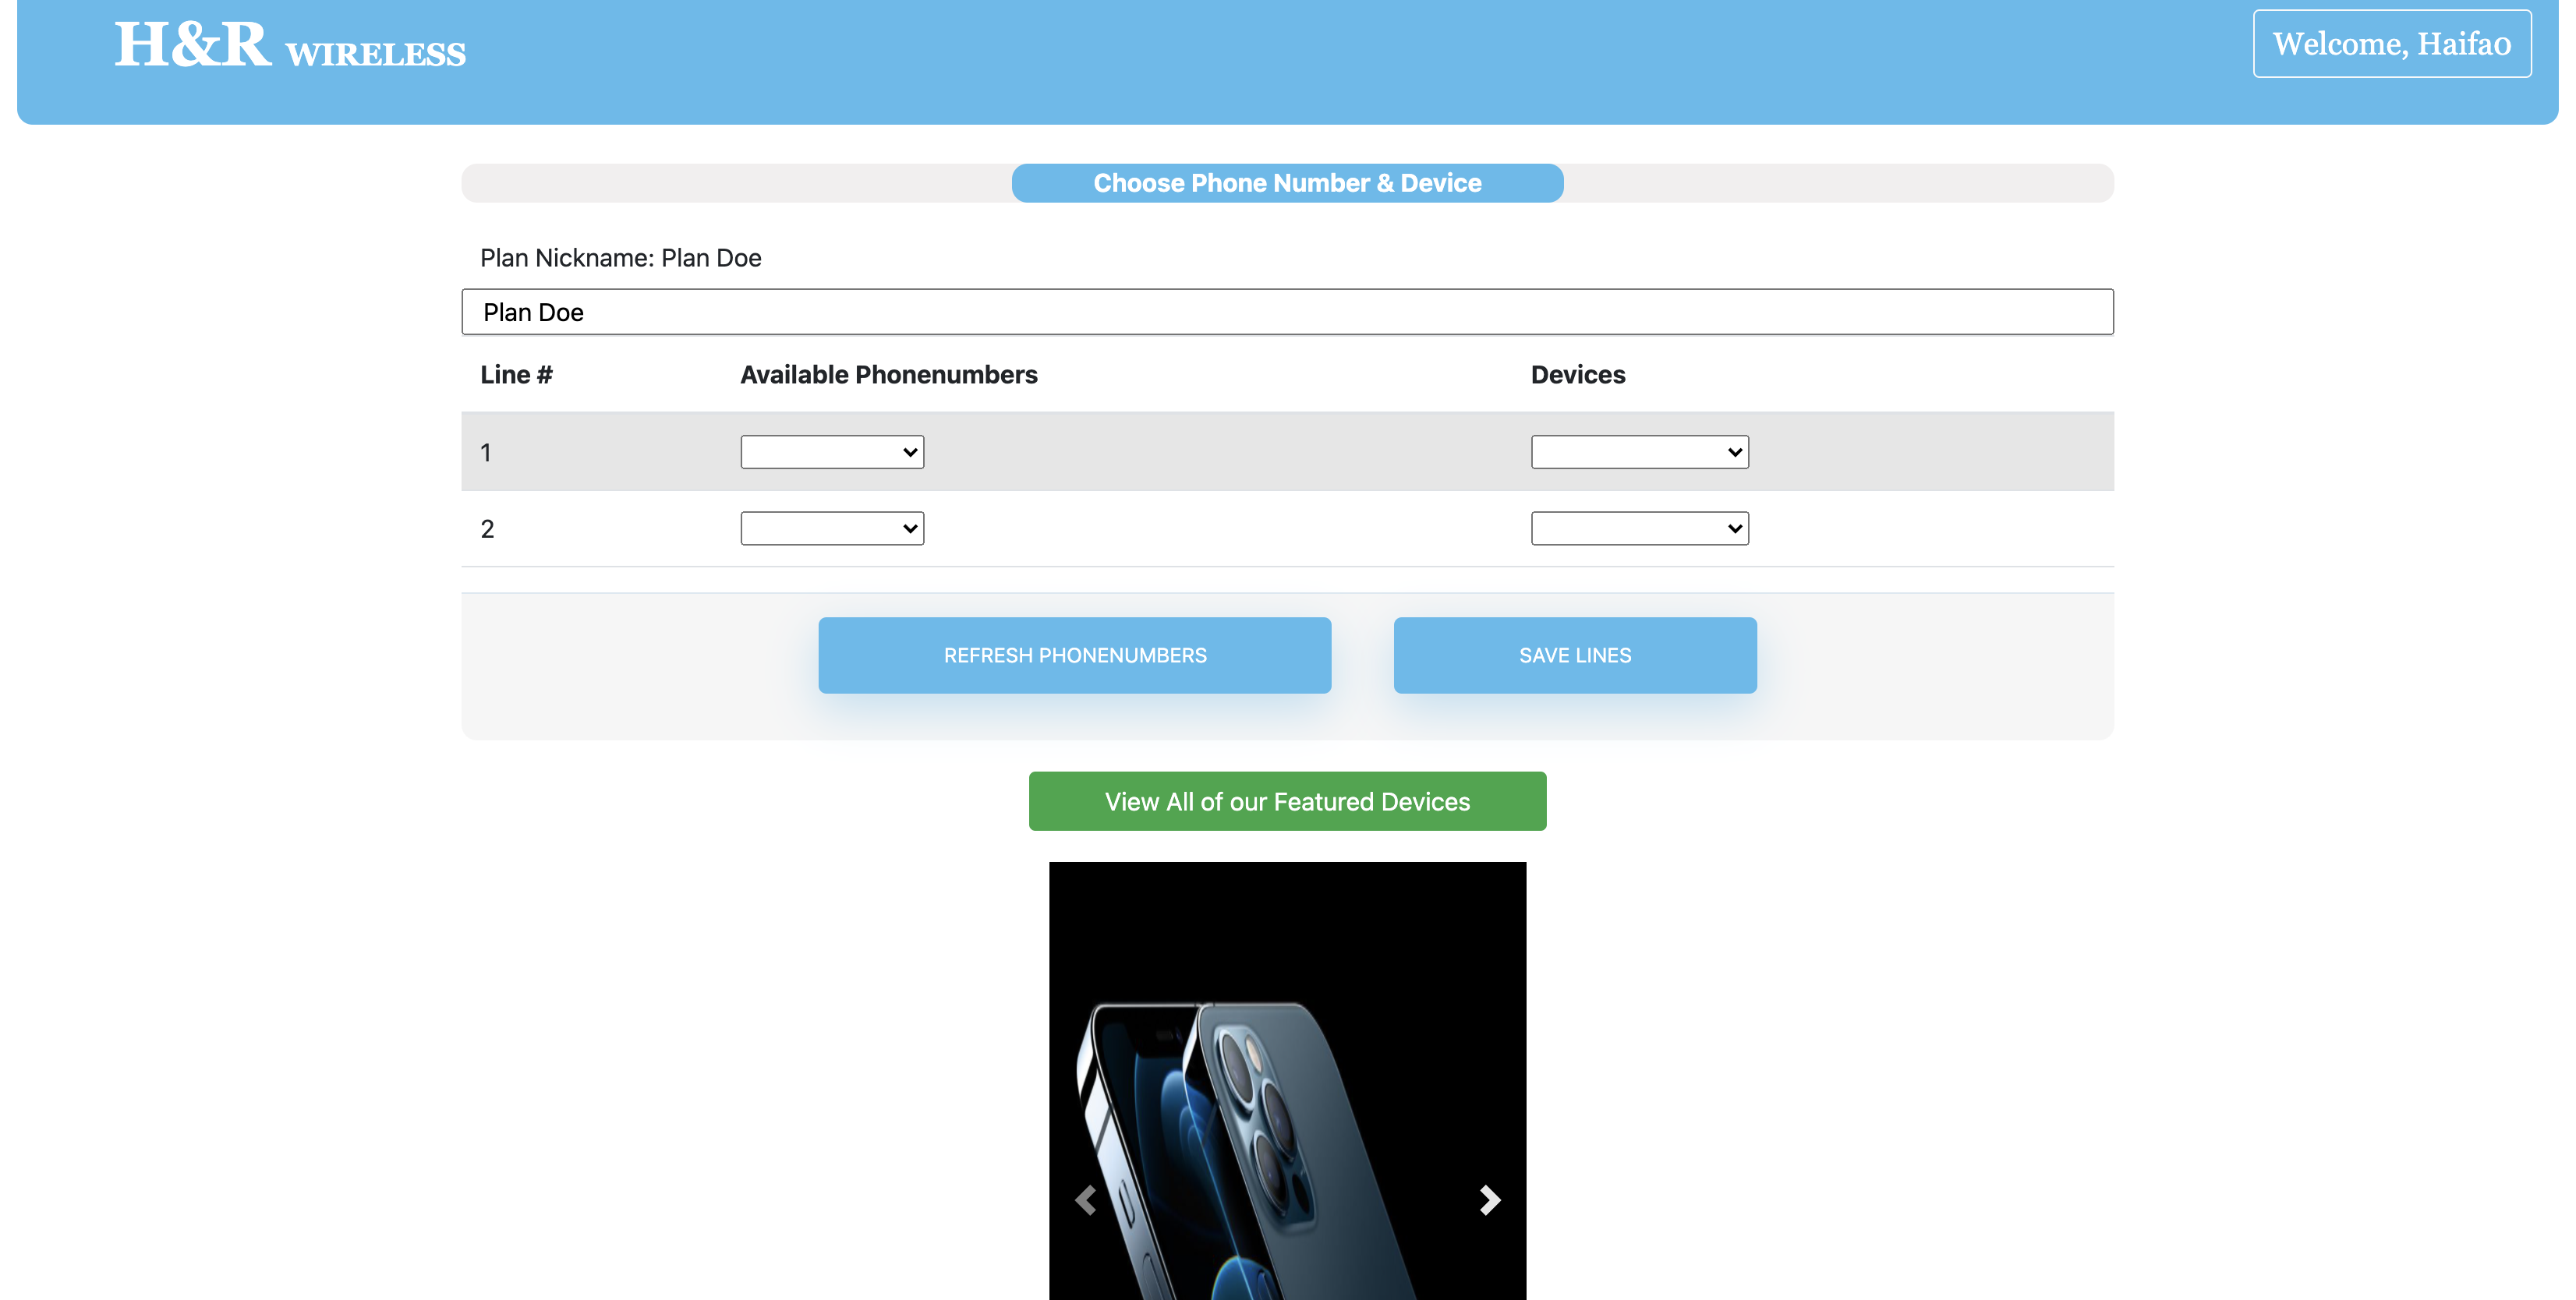 H&R WIRELESS
Welcome, Haifa0
Choose Phone Number & Device
Plan Nickname: Plan Doe
Plan Doe
Line # Available Phonenumbers Devices
1
2
REFRESH PHONENUMBERS SAVE LINES
View All of our Featured Devices